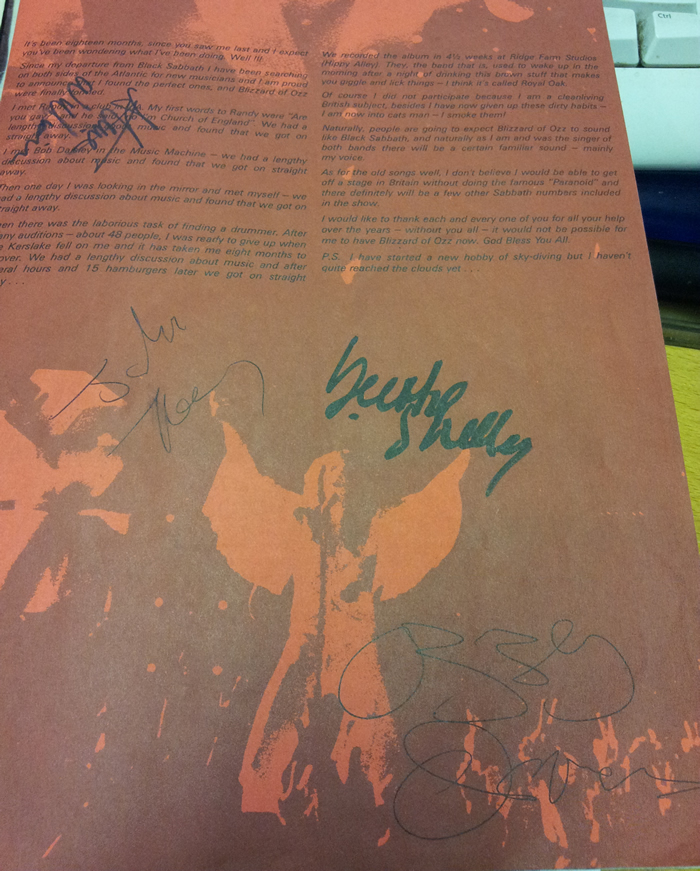 It's been eighteen months, since you saw me last and I expect
you've been wondering what I've been doing. Well !!!
Since my departure from Black Sabbath I have been searching
on both sides of the Atlantic for new musicians and I am proud
to announce that I found the perfect ones, and Blizzard of Ozz
were finally formed.
I met Randy club LA. My first words to Randy were "Are
you gay" and he Church of England". We had a
length discussion about music and found that we got on
straight away.
I met Bob Daisley in the Music Machine – we had a lengthy
discussion about music and found that we got on straight
away.
hen one day I was looking in the mirror and met myself – we
ad a lengthy discussion about music and found that we got on
raight away.
en there was the laborious task of finding a drummer. After
any auditions – about 48 people, I was ready to give up when
e Kerslake fell on me and it has taken me eight months to
over. We had a lengthy discussion about music and after
eral hours and 15 hamburgers later we got on straight
y . . .
We recorded the album in 4½ weeks at Ridge Farm Studios
(Hippy Alley). They, the band that is, used to wake up in the
morning after a night of drinking this brown stuff that makes
you giggle and lick things – I think it's called Royal Oak.
Of course I did not participate because I am a cleanliving
British subject, besides I have now given up these dirty habits –
I am now into cats man – I smoke them!
Naturally, people are going to expect Blizzard of Ozz to sound
like Black Sabbath, and naturally as I am and was the singer of
both bands there will be a certain familiar sound – mainly
my voice.
As for the old songs well, I don't believe I would be able to get
off a stage in Britain without doing the famous "Paranoid" and
there definitely will be a few other Sabbath numbers included
in the show.
I would like to thank each and every one of you for all your help
over the years – without you all – it would not be possible for
me to have Blizzard of Ozz now. God Bless You All.
P.S. I have started a new hobby of sky-diving but I haven't
quite reached the clouds yet . . .
Ozzy
Ctrl